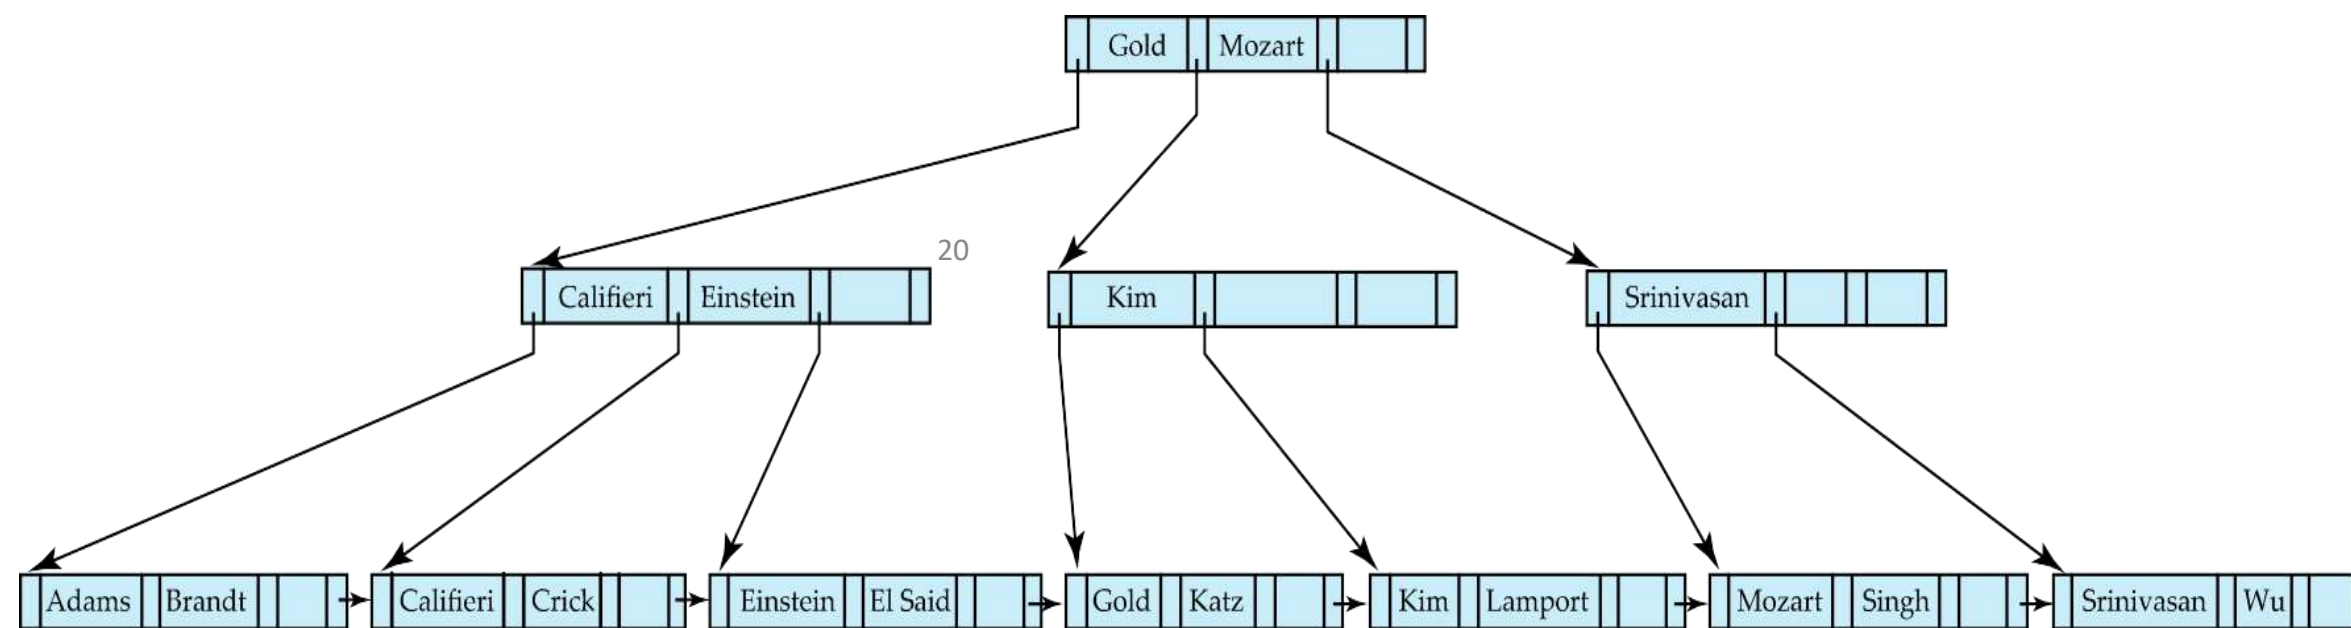 Gold Mozart
20
Califieri Einstein Kim Srinivasan
Adams Brandt Califieri Crick Einstein El Said Gold Katz Kim Lamport Mozart Singh Srinivasan Wu